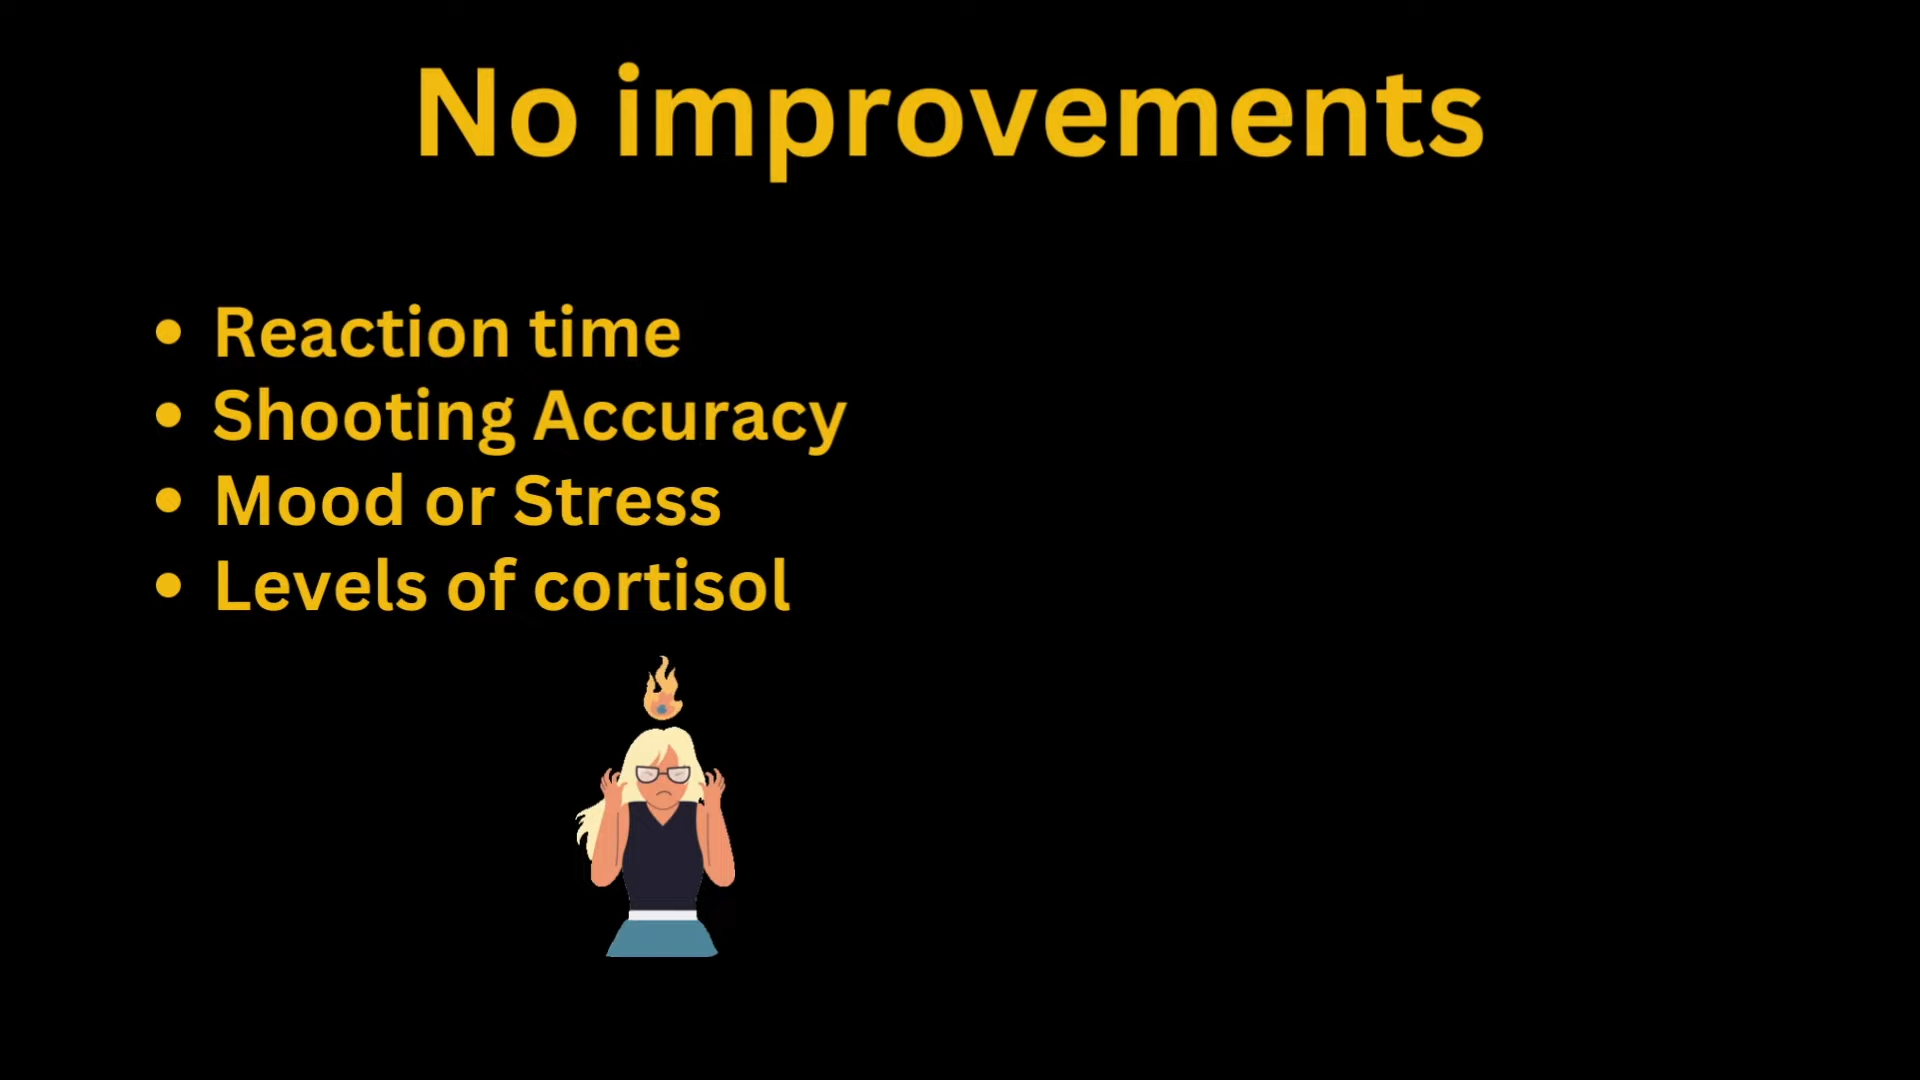 No improvements
• Reaction time
• Shooting Accuracy
• Mood or Stress
• Levels of cortisol